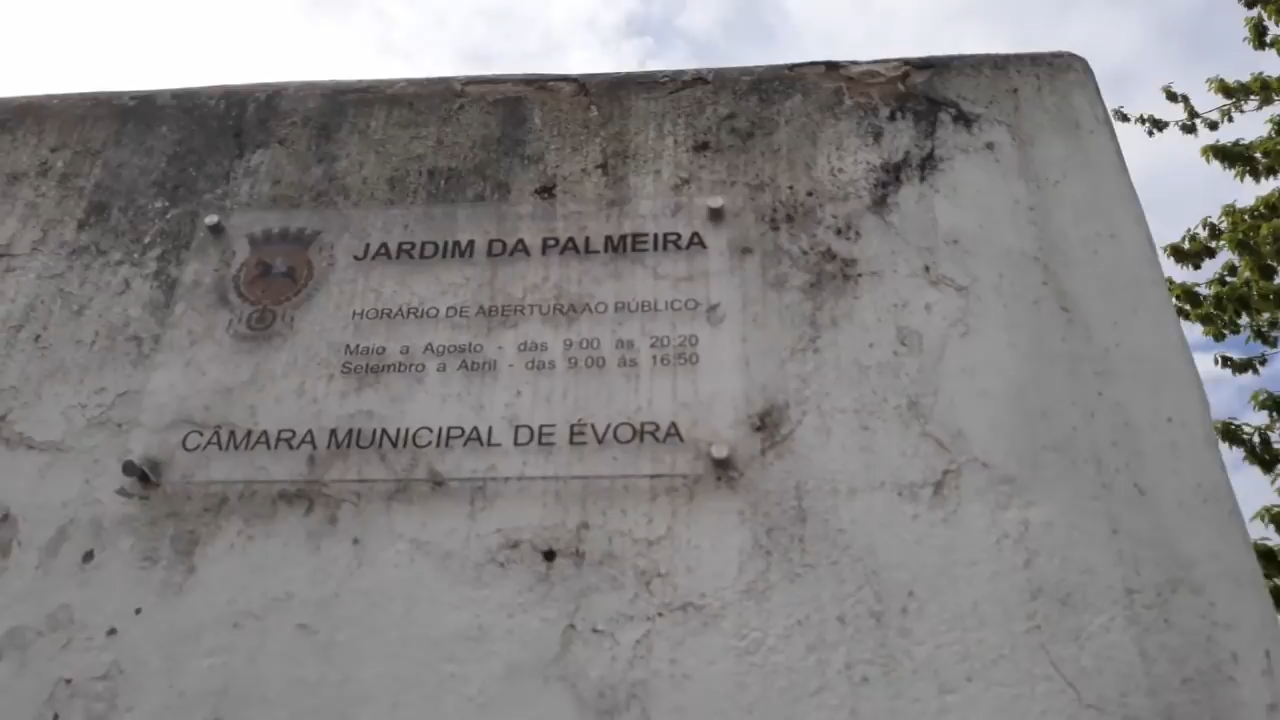 JARDIM DA PALMEIRA
HORÁRIO DE ABERTURA AO PÚBLICO
Maio a Agosto - das 9:00 às 20:20
Setembro a Abril - das 9:00 ás 16:50
CÂMARA MUNICIPAL DE ÉVORA